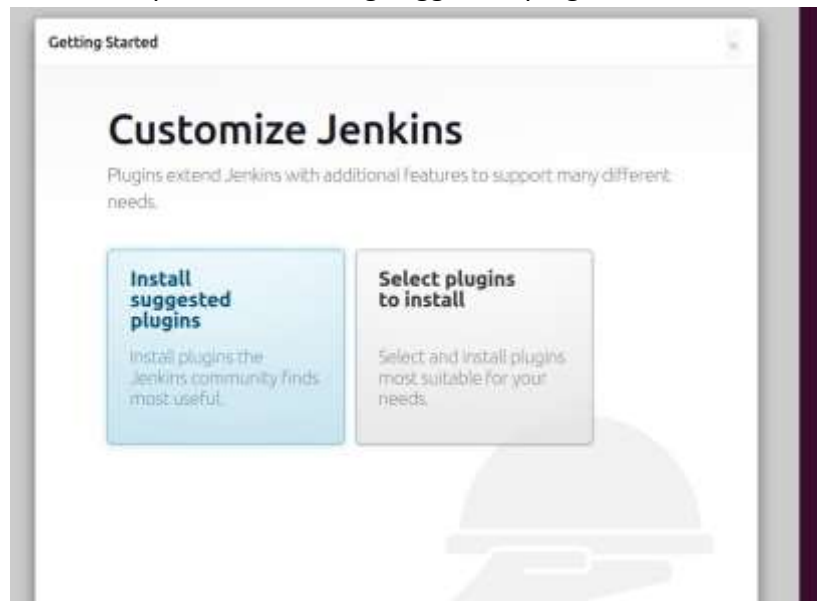 Getting Started
Customize Jenkins
Plugins extend Jenkins with additional features to support many different
needs.
Install
suggested
plugins
Install plugins the
Jenkins community finds
most useful.
Select plugins
to install
Select and install plugins
most suitable for your
needs.